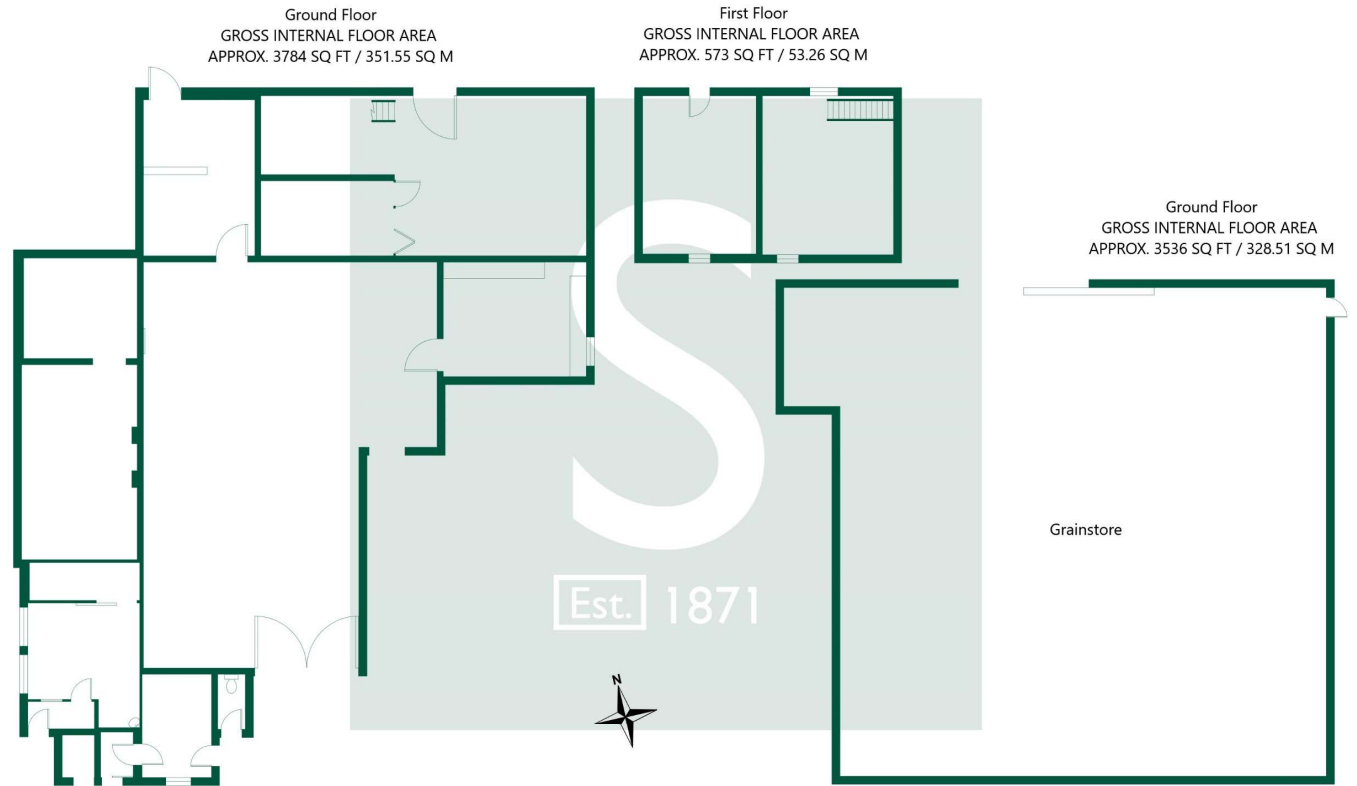 Ground Floor
GROSS INTERNAL FLOOR AREA
APPROX. 3784 SQ FT / 351.55 SQ M
First Floor
GROSS INTERNAL FLOOR AREA
APPROX. 573 SQ FT / 53.26 SQ M
Ground Floor
GROSS INTERNAL FLOOR AREA
APPROX. 3536 SQ FT / 328.51 SQ M
S
Grainstore
Est. 1871
N